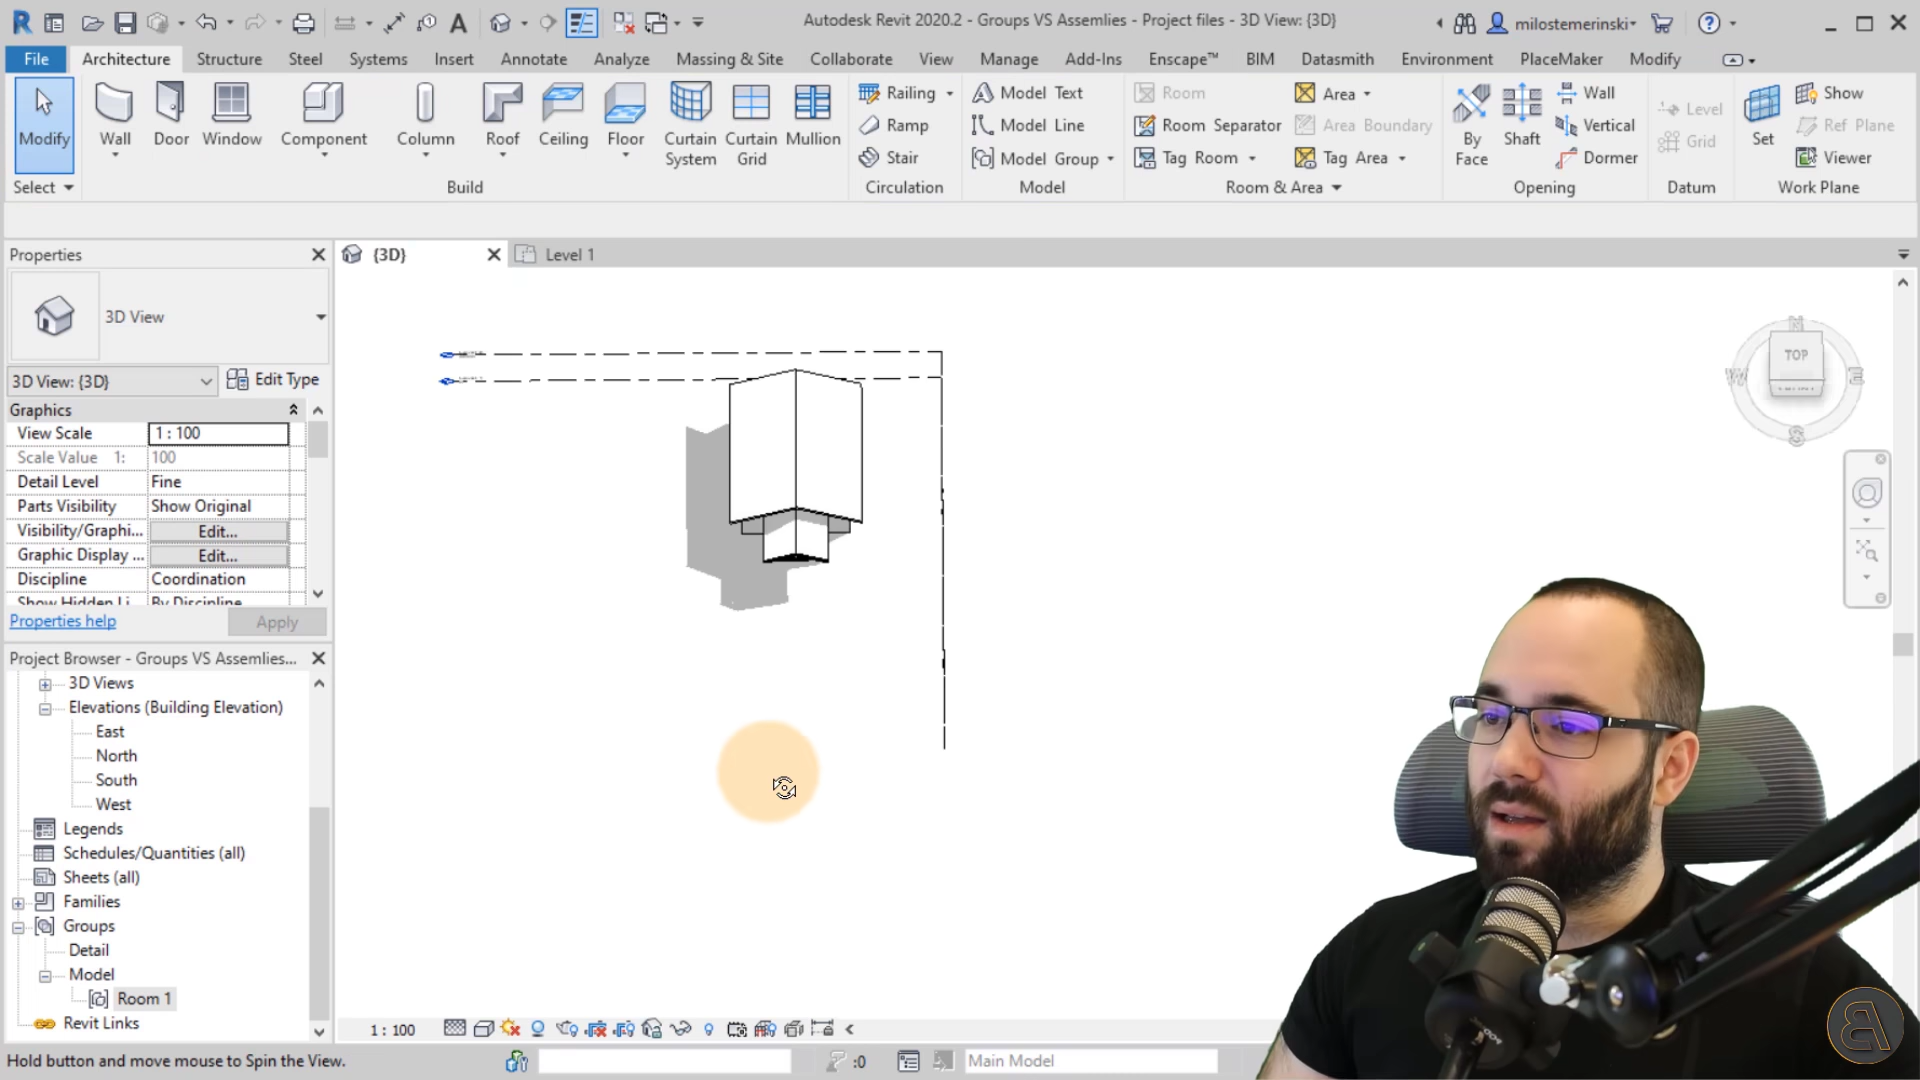 Autodesk Revit 2020.2 - Groups VS Assemlies - Project files - 3D View: {3D}
milostemerinski
File
Architecture
Structure
Steel
Systems
Insert
Annotate
Analyze
Massing & Site
Collaborate
View
Manage
Add-Ins
Enscape™
BIM
Datasmith
Environment
PlaceMaker
Modify
Modify
Wall
Door
Window
Component
Column
Roof
Ceiling
Floor
Curtain System
Curtain Grid
Mullion
Railing
Ramp
Stair
Model Text
Model Line
Model Group
Room
Room Separator
Tag Room
Area
Area Boundary
Tag Area
By Face
Shaft
Wall
Vertical
Dormer
Level
Grid
Set
Show
Ref Plane
Viewer
Select
Build
Circulation
Model
Room & Area
Opening
Datum
Work Plane
Properties
{3D}
Level 1
3D View
3D View: {3D}
Edit Type
Graphics
View Scale
1 : 100
Scale Value 1:
100
Detail Level
Fine
Parts Visibility
Show Original
Visibility/Graphi...
Edit...
Graphic Display ...
Edit...
Discipline
Coordination
Show Hidden Li...
By Discipline
Properties help
Apply
Project Browser - Groups VS Assemlies...
3D Views
Elevations (Building Elevation)
East
North
South
West
Legends
Schedules/Quantities (all)
Sheets (all)
Families
Groups
Detail
Model
Room 1
Revit Links
TOP
N
W
E
S
1 : 100
Hold button and move mouse to Spin the View.
:0
Main Model